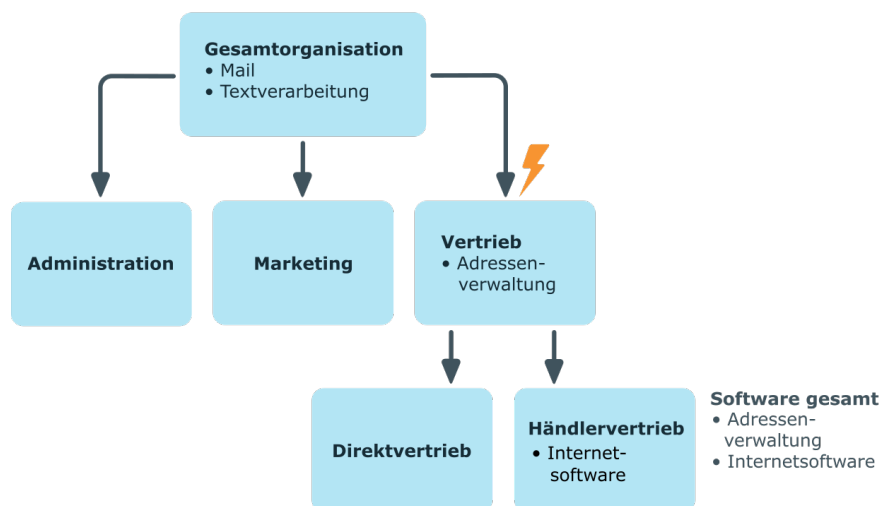 Gesamtorganisation
• Mail
• Textverarbeitung
Administration
Marketing
Vertrieb
• Adressen-
verwaltung
Direktvertrieb
Händlervertrieb
• Internet-
software
Software gesamt
• Adressen-
verwaltung
• Internetsoftware